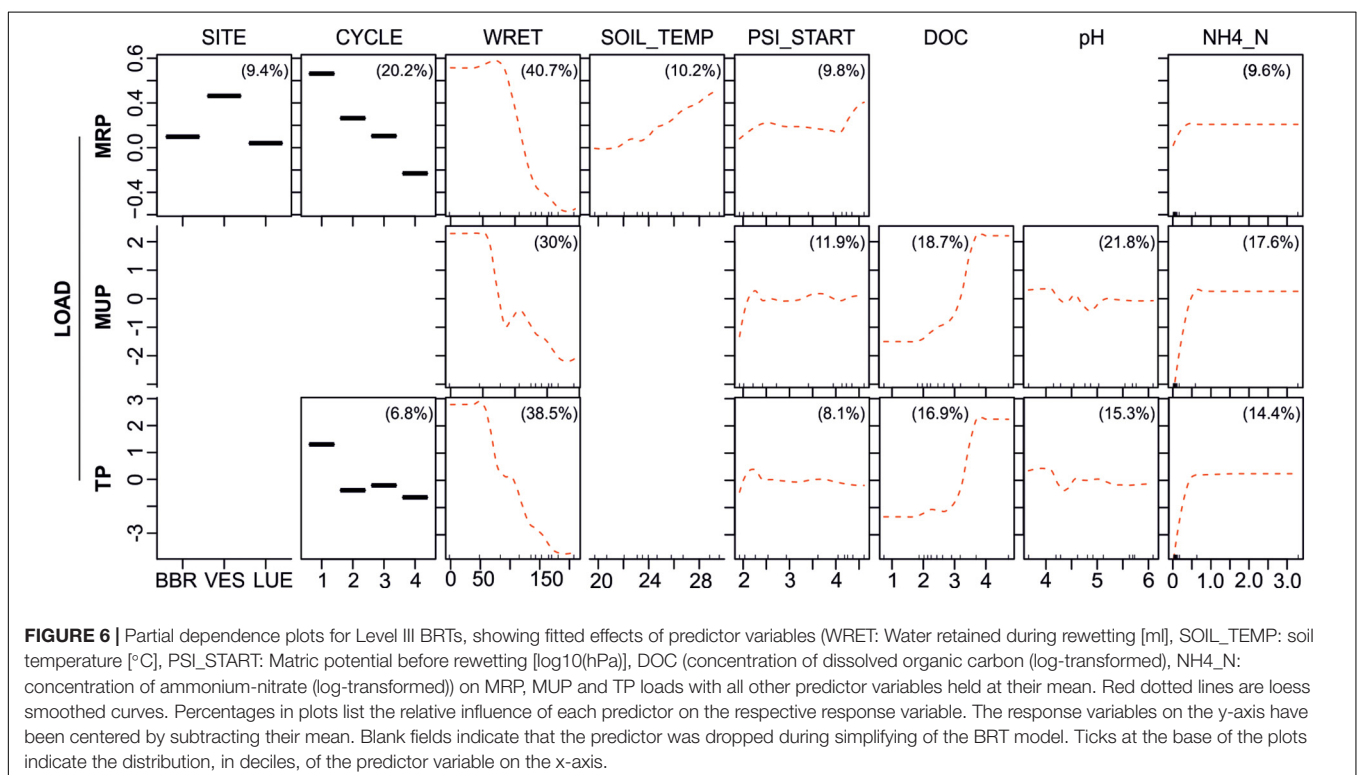 SITE CYCLE WRET SOIL_TEMP PSI_START DOC pH NH4_N
LOAD
MRP
0.6
0.4
0.0
−0.4
(9.4%) (20.2%) (40.7%) (10.2%) (9.8%) (9.6%)
MUP
2
1
0
-1
-2
(30%) (11.9%) (18.7%) (21.8%) (17.6%)
TP
3
2
1
0
-3
(6.8%) (38.5%) (8.1%) (16.9%) (15.3%) (14.4%)
BBR VES LUE 1 2 3 4 0 50 150 20 24 28 2 3 4 1 2 3 4 4 5 6 0 1.0 2.0 3.0
FIGURE 6 | Partial dependence plots for Level III BRTs, showing fitted effects of predictor variables (WRET: Water retained during rewetting [ml], SOIL_TEMP: soil
temperature [°C], PSI_START: Matric potential before rewetting [log10(hPa)], DOC (concentration of dissolved organic carbon (log-transformed), NH4_N:
concentration of ammonium-nitrate (log-transformed)) on MRP, MUP and TP loads with all other predictor variables held at their mean. Red dotted lines are loess
smoothed curves. Percentages in plots list the relative influence of each predictor on the respective response variable. The response variables on the y-axis have
been centered by subtracting their mean. Blank fields indicate that the predictor was dropped during simplifying of the BRT model. Ticks at the base of the plots
indicate the distribution, in deciles, of the predictor variable on the x-axis.